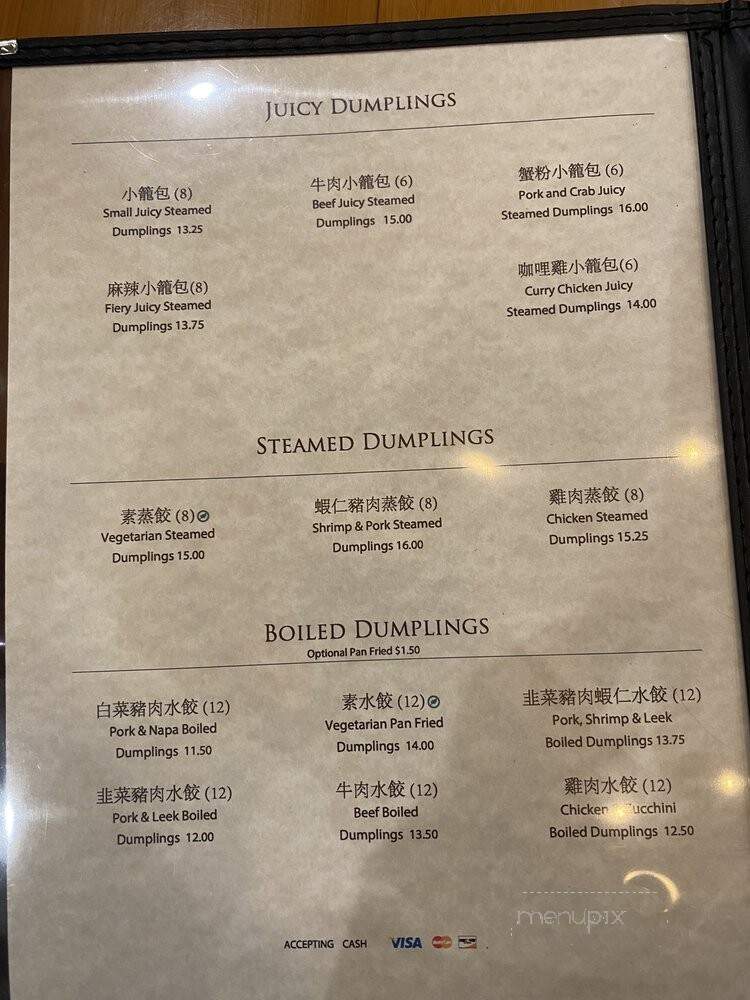 JUICY DUMPLINGS
小籠包 (8)
Small Juicy Steamed
Dumplings 13.25
牛肉小籠包 (6)
Beef Juicy Steamed
Dumplings 15.00
蟹粉小籠包 (6)
Pork and Crab Juicy
Steamed Dumplings 16.00
麻辣小籠包(8)
Fiery Juicy Steamed
Dumplings 13.75
咖哩雞小籠包(6)
Curry Chicken Juicy
Steamed Dumplings 14.00
STEAMED DUMPLINGS
素蒸餃 (8)
Vegetarian Steamed
Dumplings 15.00
蝦仁豬肉蒸餃 (8)
Shrimp & Pork Steamed
Dumplings 16.00
雞肉蒸餃 (8)
Chicken Steamed
Dumplings 15.25
BOILED DUMPLINGS
Optional Pan Fried $1.50
白菜豬肉水餃 (12)
Pork & Napa Boiled
Dumplings 11.50
素水餃 (12)
Vegetarian Pan Fried
Dumplings 14.00
韭菜豬肉蝦仁水餃 (12)
Pork, Shrimp & Leek
Boiled Dumplings 13.75
韭菜豬肉水餃 (12)
Pork & Leek Boiled
Dumplings 12.00
牛肉水餃 (12)
Beef Boiled
Dumplings 13.50
雞肉水餃 (12)
Chicken Zucchini
Boiled Dumplings 12.50
ACCEPTING CASH VISA
menupix